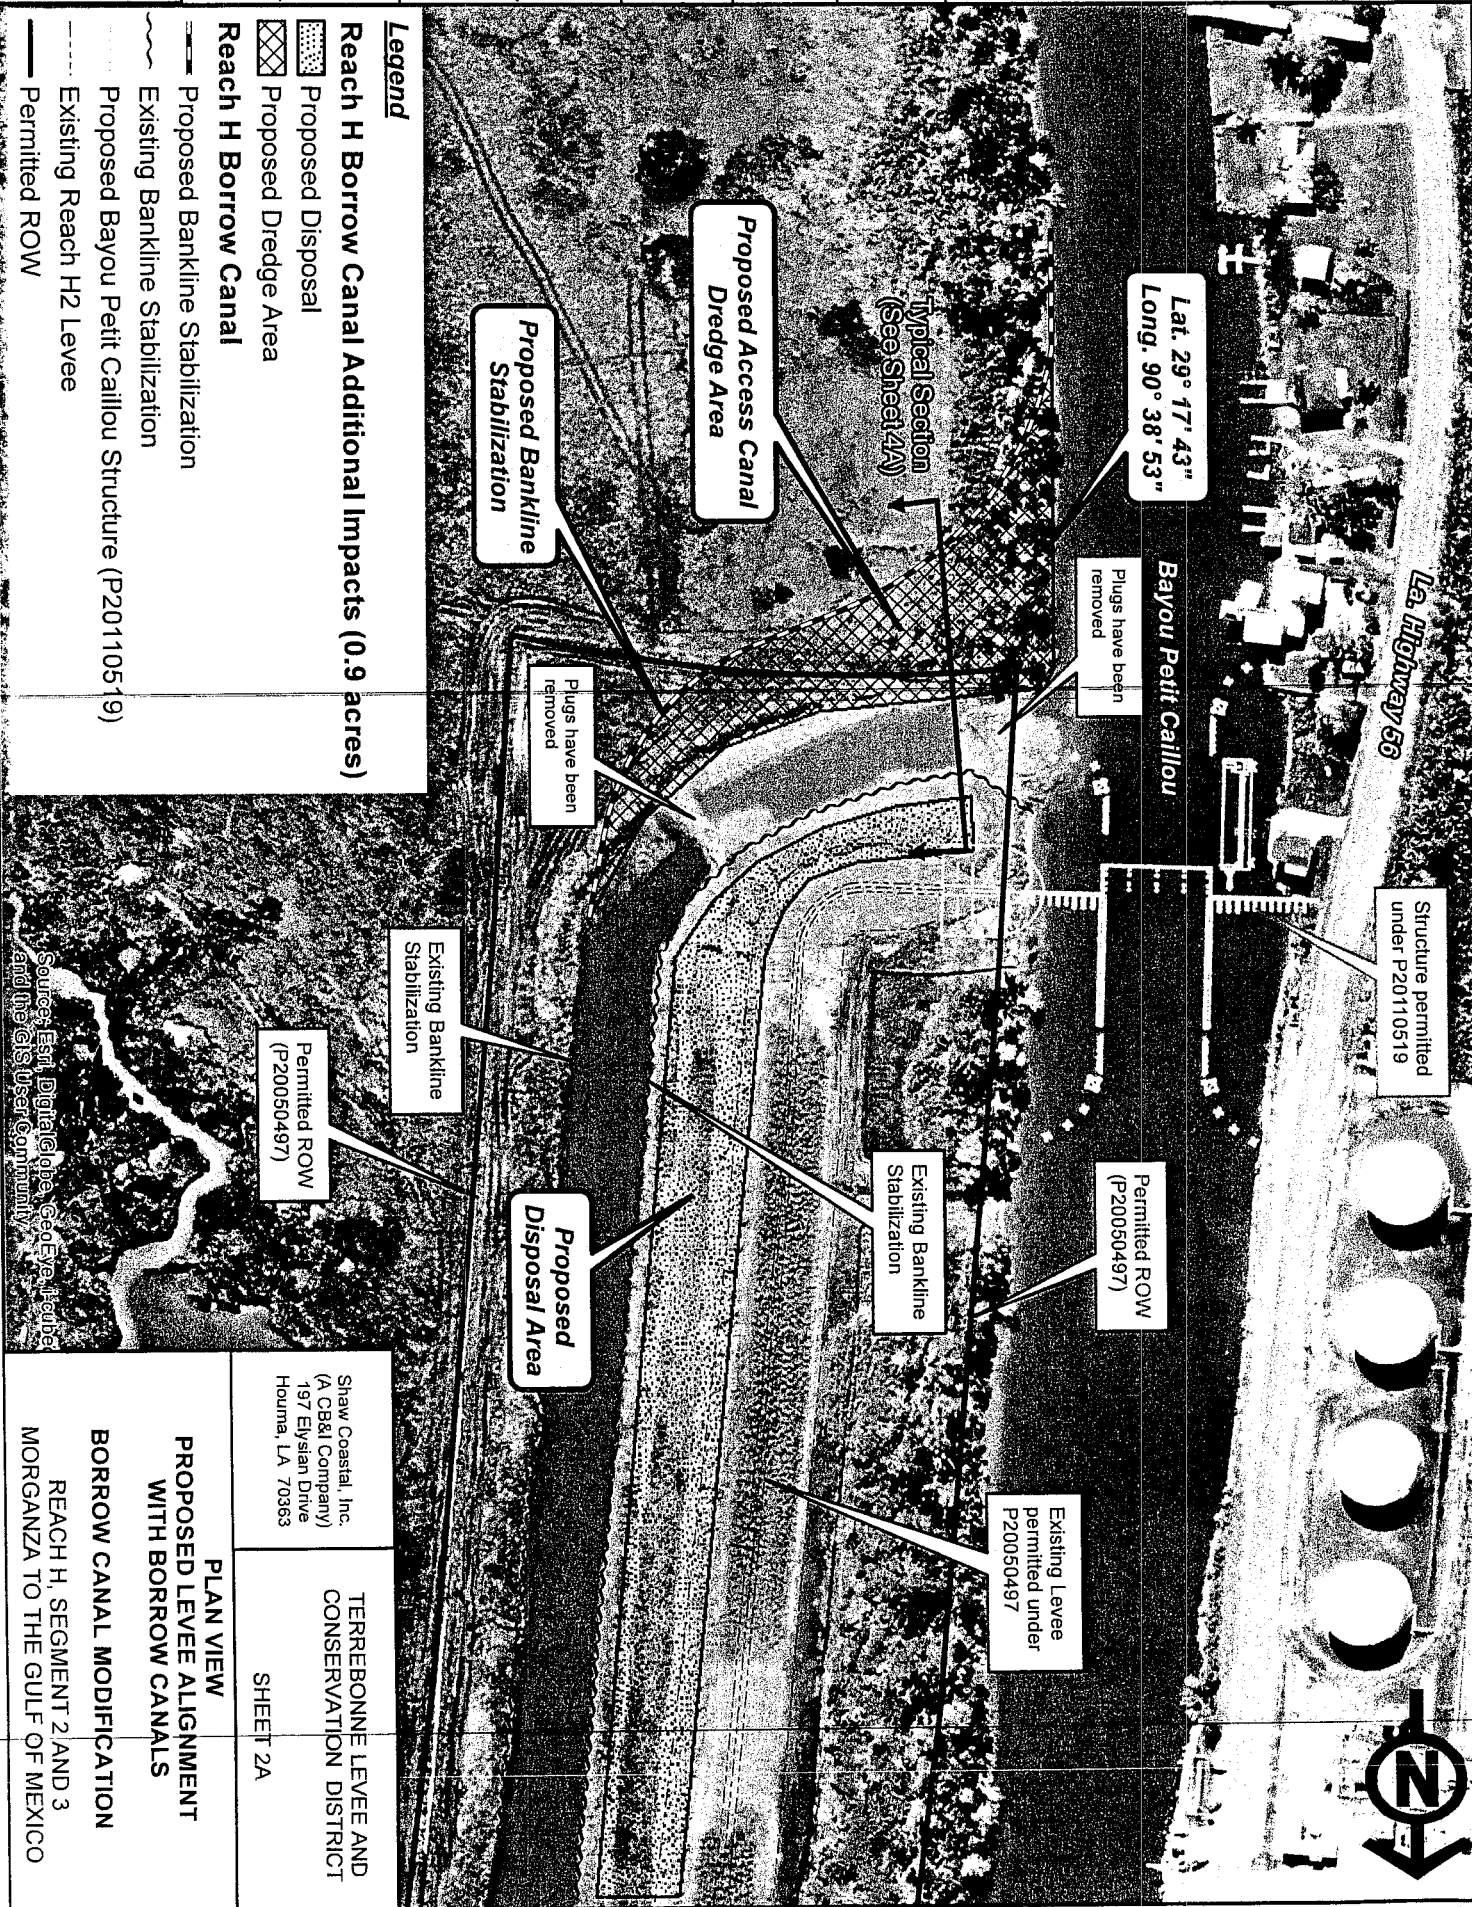 La. Highway 56
Structure permitted
under P20110519
Lat. 29° 17' 43"
Long. 90° 38' 53"
Bayou Petit Caillou
Plugs have been
removed
Permitted ROW
(P20050497)
Existing Levee
permitted under
P20050497
N
Typical Section
(See Sheet 4A)
Existing Bankline
Stabilization
Proposed Access Canal
Dredge Area
Plugs have been
removed
Proposed
Disposal Area
Proposed Bankline
Stabilization
Existing Bankline
Stabilization
Permitted ROW
(P20050497)
Legend
Reach H Borrow Canal Additional Impacts (0.9 acres)
Proposed Disposal
Proposed Dredge Area
Reach H Borrow Canal
Proposed Bankline Stabilization
Existing Bankline Stabilization
Proposed Bayou Petit Caillou Structure (P20110519)
Existing Reach H2 Levee
Permitted ROW
Source: Esri, DigitalGlobe, GeoEye, i-cubed
and the GIS User Community
Shaw Coastal, Inc.
(A CB&I Company)
197 Elysian Drive
Houma, LA 70363
TERREBONNE LEVEE AND
CONSERVATION DISTRICT
SHEET 2A
PLAN VIEW
PROPOSED LEVEE ALIGNMENT
WITH BORROW CANALS
BORROW CANAL MODIFICATION
REACH H, SEGMENT 2 AND 3
MORGANZA TO THE GULF OF MEXICO